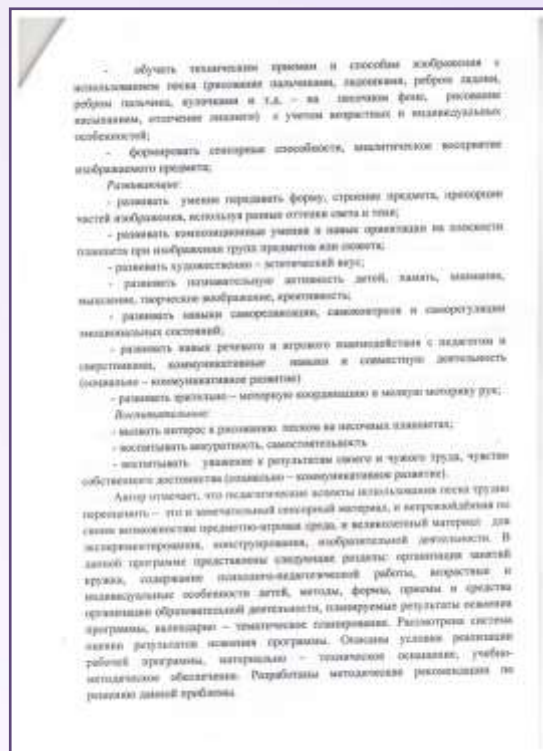 - обучать техническим приемам и способам изображения с
использованием песка (рисование пальчиками, ладошками, ребром ладони,
ребром пальчика, кулачками и т.д. – на песочном фоне, рисование
насыпанием, отпечаток) с учетом возрастных и индивидуальных
особенностей;
- формировать сенсорные способности, аналитическое восприятие
изображаемого предмета;
Развивающие:
- развивать умение передавать форму, строение предмета, пропорции
частей изображения, используя разные оттенки света и тени;
- развивать композиционные умения и навык ориентации на плоскости
планшета при изображении групп предметов или сюжета;
- развивать художественно – эстетический вкус;
- развивать познавательную активность детей, память, внимание,
мышление, творческое воображение, креативность;
- развивать навыки самореализации, самоконтроля и саморегуляции
эмоциональных состояний;
- развивать навык речевого и игрового взаимодействия с педагогом и
сверстниками, коммуникативные навыки и совместную деятельность
(социально – коммуникативное развитие)
- развивать зрительно – моторную координацию и мелкую моторику рук;
Воспитательные:
- вызвать интерес к рисованию песком на песочных планшетах;
- воспитывать аккуратность, самостоятельность
- воспитывать уважение к результатам своего и чужого труда, чувство
собственного достоинства (социально – коммуникативное развитие).
Автор отмечает, что педагогические аспекты использования песка трудно
переоценить – это и замечательный сенсорный материал, и непревзойдённая по
своим возможностям предметно-игровая среда, и великолепный материал для
экспериментирования, конструирования, изобразительной деятельности. В
данной программе представлены следующие разделы: организация занятий
кружка, содержание психолого-педагогической работы, возрастные и
индивидуальные особенности детей, методы, формы, приемы и средства
организации образовательной деятельности, планируемые результаты освоения
программы, календарно – тематическое планирование. Рассмотрена система
оценки результатов освоения программы. Описаны условия реализации
рабочей программы, материально – техническое оснащение, учебно-
методическое обеспечение. Разработаны методические рекомендации по
решению данной проблемы.